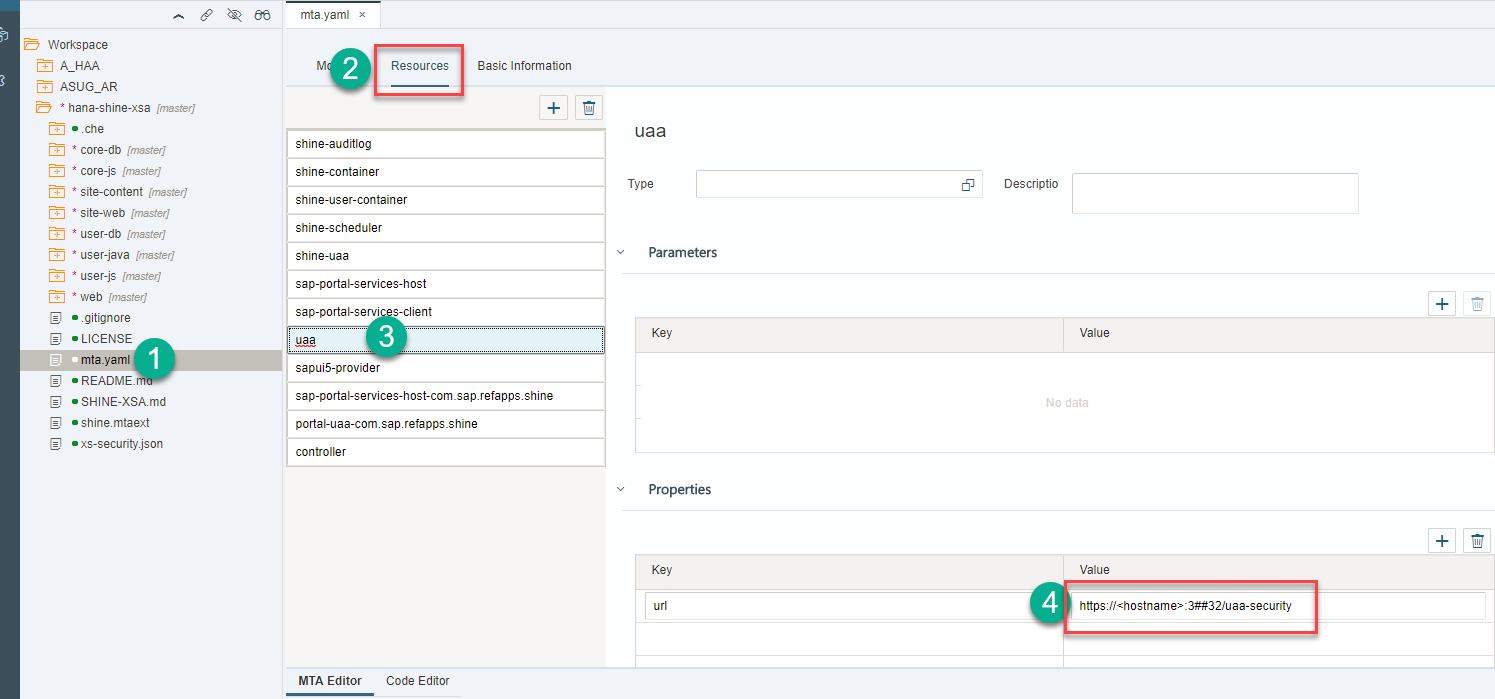 mta.yaml ×
Workspace
A_HAA
ASUG_AR
* hana-shine-xsa [master]
.che
* core-db [master]
* core-js [master]
* site-content [master]
* site-web [master]
* user-db [master]
* user-java [master]
* user-js [master]
* web [master]
.gitignore
LICENSE
mta.yaml
1
README.md
SHINE-XSA.md
shine.mtaext
xs-security.json
2
Resources
Basic Information
shine-auditlog
shine-container
shine-user-container
shine-scheduler
shine-uaa
sap-portal-services-host
sap-portal-services-client
uaa
3
sapui5-provider
sap-portal-services-host-com.sap.refapps.shine
portal-uaa-com.sap.refapps.shine
controller
uaa
Type
Descriptio
Parameters
Key Value
No data
Properties
Key Value
url
4
https://<hostname>:3##32/uaa-security
MTA Editor Code Editor